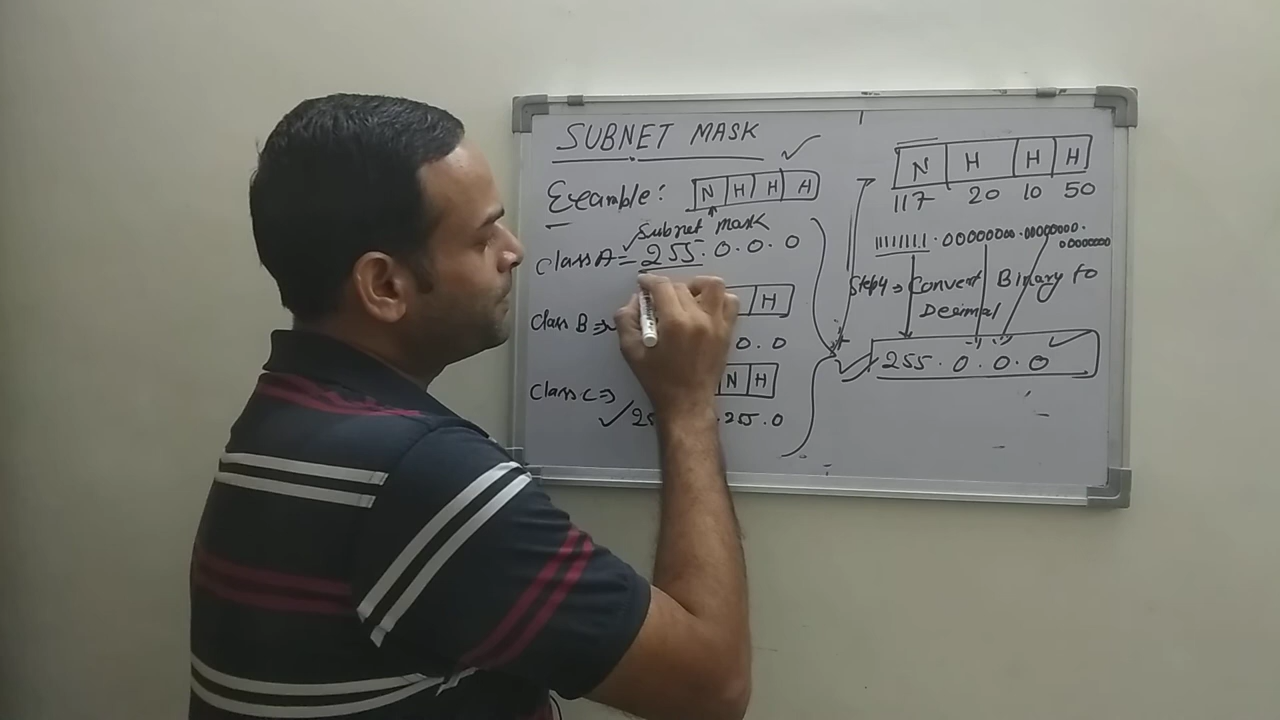 SUBNET MASK
Example: N H H H
Subnet mask
Class A = 255.0.0.0
Class B => H
0.0
Class C => N H
.255.0
N H H H
117 20 10 50
11111111.00000000.00000000.
00000000
Step4 => Convert Binary to
Decimal
255.0.0.0